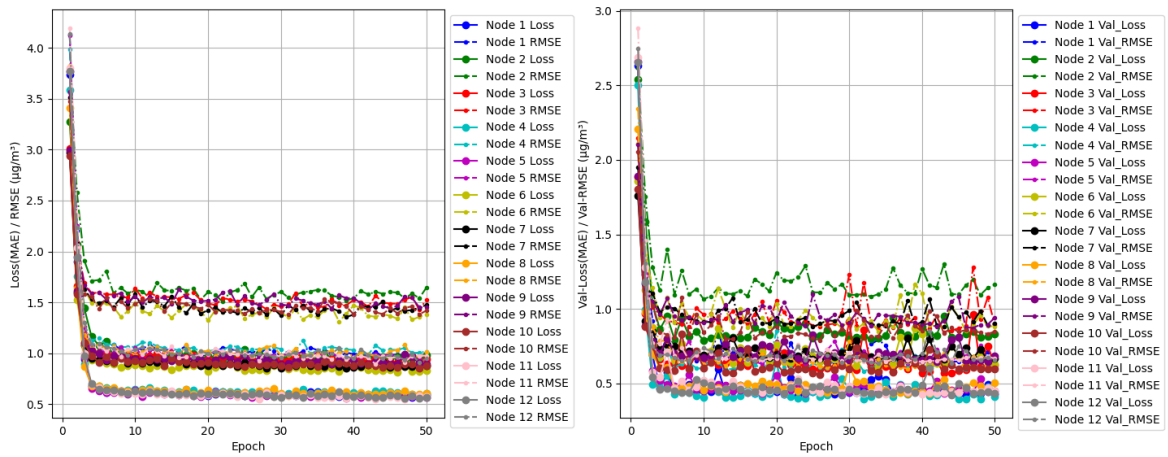 Loss(MAE) / RMSE (μg/m³)
4.0
3.5
3.0
2.5
2.0
1.5
1.0
0.5
0
10
20
30
40
50
Epoch
Node 1 Loss
Node 1 RMSE
Node 2 Loss
Node 2 RMSE
Node 3 Loss
Node 3 RMSE
Node 4 Loss
Node 4 RMSE
Node 5 Loss
Node 5 RMSE
Node 6 Loss
Node 6 RMSE
Node 7 Loss
Node 7 RMSE
Node 8 Loss
Node 8 RMSE
Node 9 Loss
Node 9 RMSE
Node 10 Loss
Node 10 RMSE
Node 11 Loss
Node 11 RMSE
Node 12 Loss
Node 12 RMSE
Val-Loss(MAE) / Val-RMSE (μg/m³)
3.0
2.5
2.0
1.5
1.0
0.5
0
10
20
30
40
50
Epoch
Node 1 Val_Loss
Node 1 Val_RMSE
Node 2 Val_Loss
Node 2 Val_RMSE
Node 3 Val_Loss
Node 3 Val_RMSE
Node 4 Val_Loss
Node 4 Val_RMSE
Node 5 Val_Loss
Node 5 Val_RMSE
Node 6 Val_Loss
Node 6 Val_RMSE
Node 7 Val_Loss
Node 7 Val_RMSE
Node 8 Val_Loss
Node 8 Val_RMSE
Node 9 Val_Loss
Node 9 Val_RMSE
Node 10 Val_Loss
Node 10 Val_RMSE
Node 11 Val_Loss
Node 11 Val_RMSE
Node 12 Val_Loss
Node 12 Val_RMSE